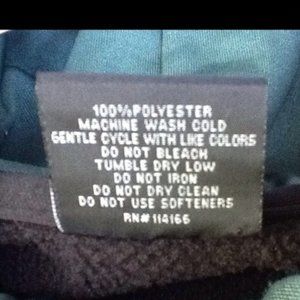 100% POLYESTER
MACHINE WASH COLD
GENTLE CYCLE WITH LIKE COLORS
DO NOT BLEACH
TUMBLE DRY LOW
DO NOT IRON
DO NOT DRY CLEAN
DO NOT USE SOFTENERS
RN# 114166